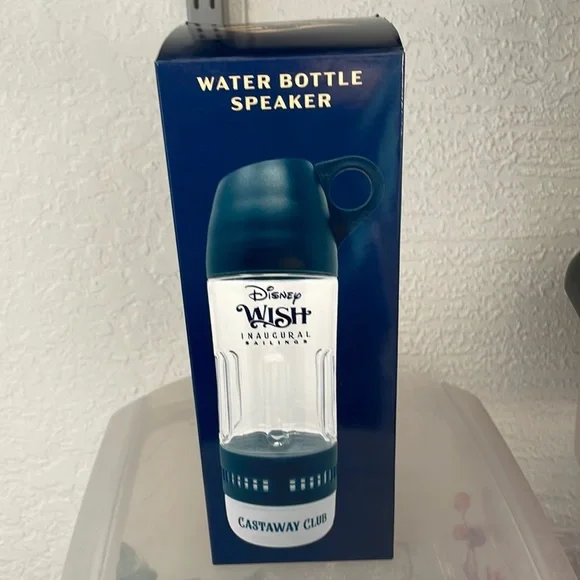 WATER BOTTLE
SPEAKER
Disney
WISH
INAUGURAL
SAILINGS
CASTAWAY CLUB